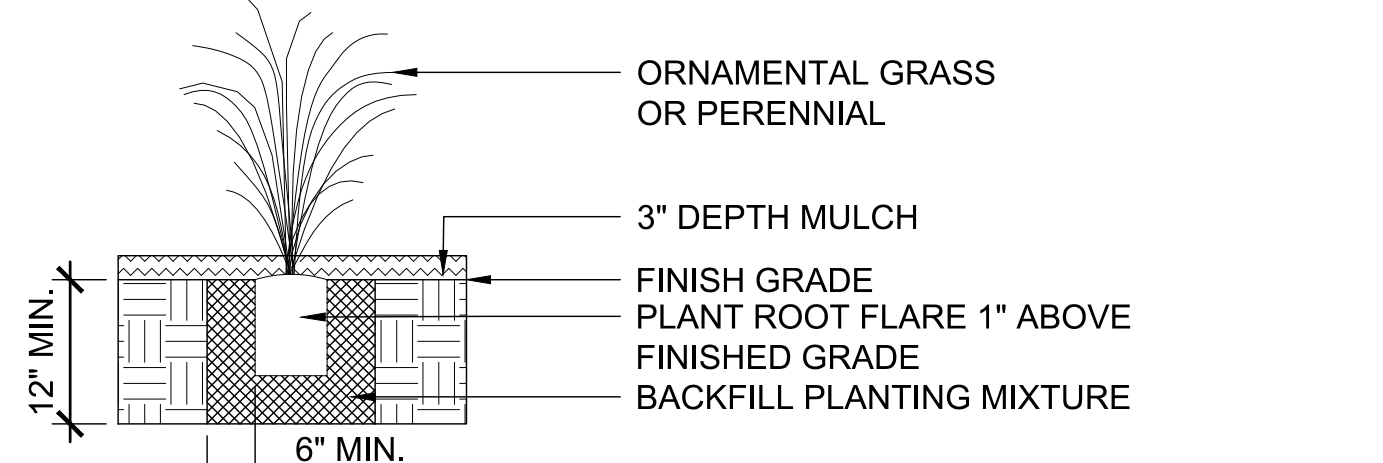 ORNAMENTAL GRASS
OR PERENNIAL
3" DEPTH MULCH
FINISH GRADE
PLANT ROOT FLARE 1" ABOVE
FINISHED GRADE
BACKFILL PLANTING MIXTURE
12" MIN.
6" MIN.